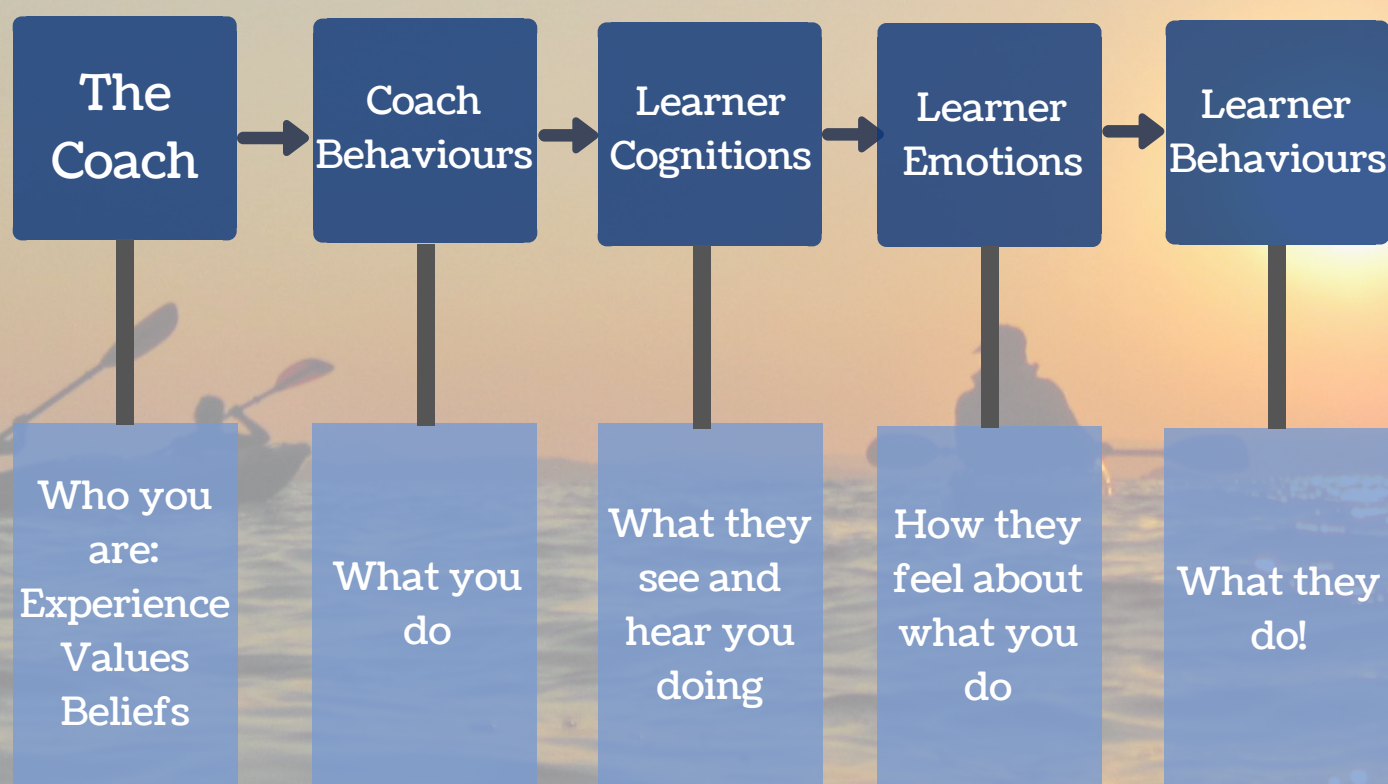 The
Coach
Coach
Behaviours
Learner
Cognitions
Learner
Emotions
Learner
Behaviours
Who you
are:
Experience
Values
Beliefs
What you
do
What they
see and
hear you
doing
How they
feel about
what you
do
What they
do!